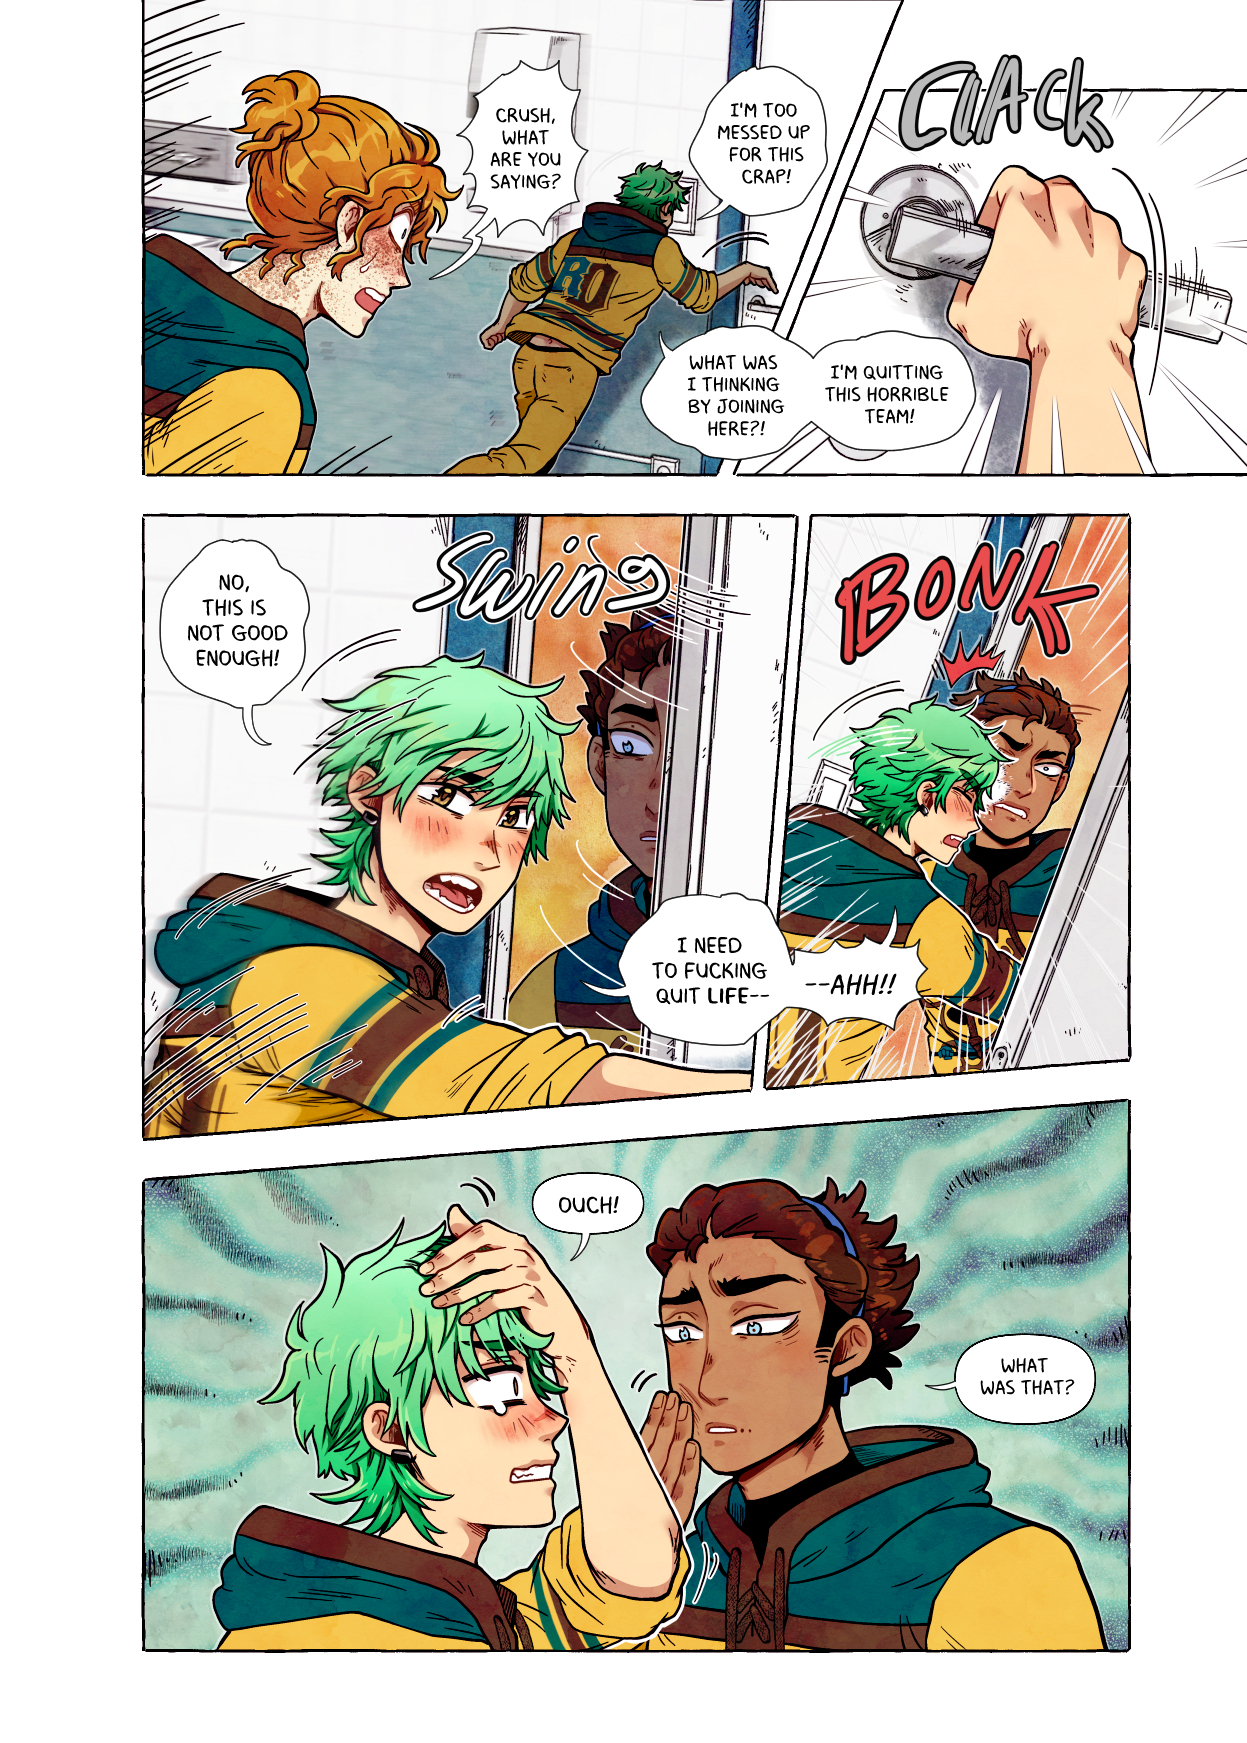 CRUSH,
WHAT
ARE YOU
SAYING?
I'M TOO
MESSED UP
FOR THIS
CRAP!
RO
CLACK
WHAT WAS
I THINKING
BY JOINING
HERE?!
I'M QUITTING
THIS HORRIBLE
TEAM!
NO,
THIS IS
NOT GOOD
ENOUGH!
Swing
I NEED
TO FUCKING
QUIT LIFE--
BONK
--AHH!!
OUCH!
WHAT
WAS THAT?